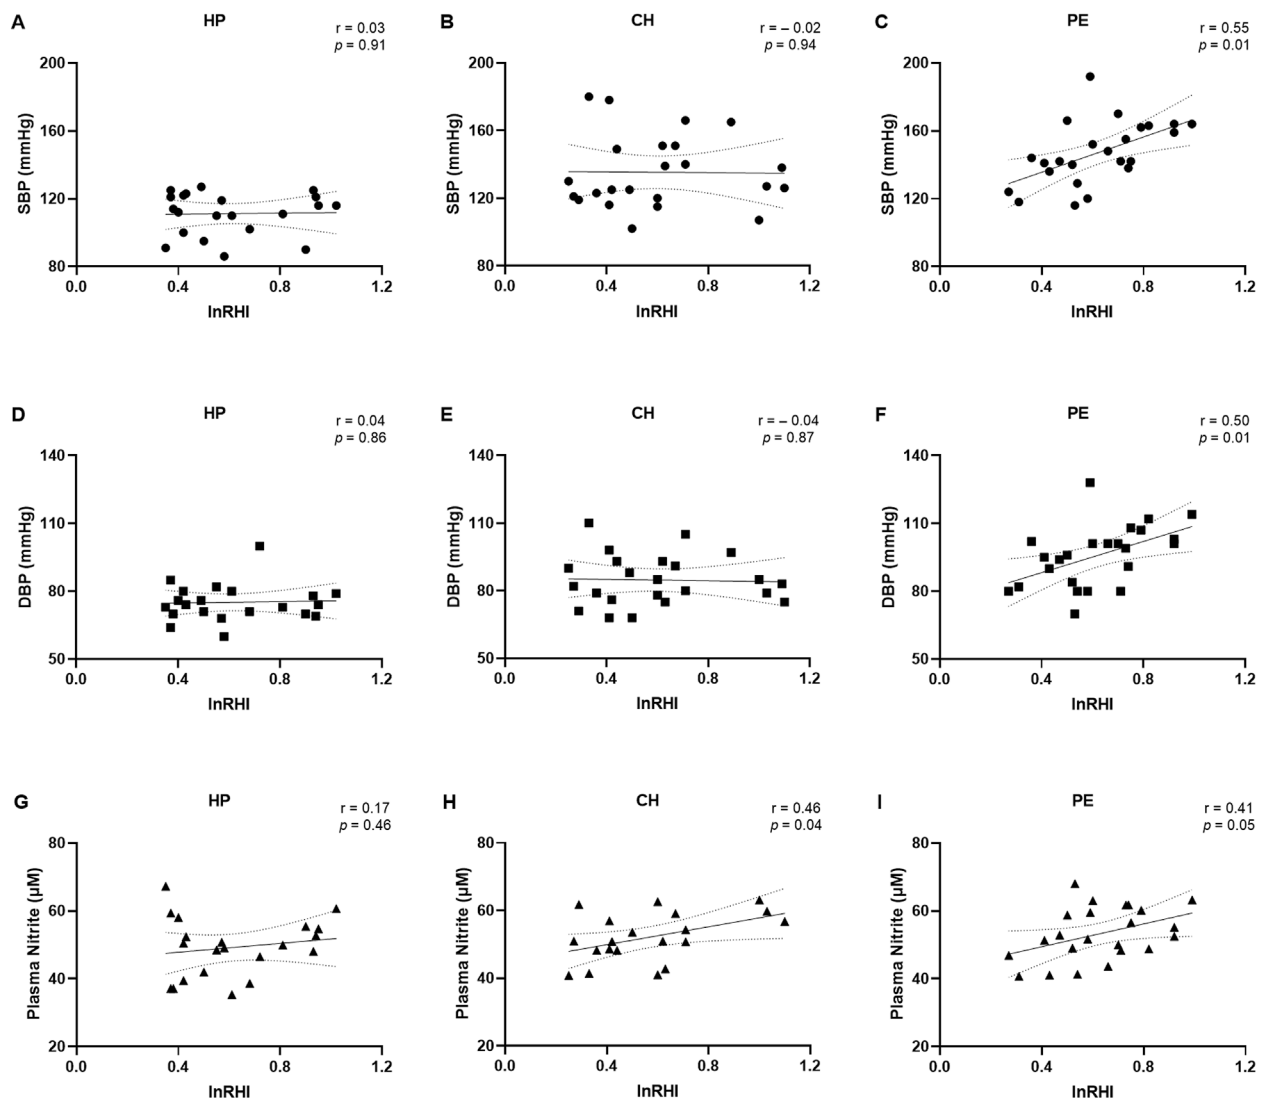 A
HP
r = 0.03
p = 0.91
SBP (mmHg)
200
160
120
80
0.0
0.4
0.8
1.2
lnRHI
B
CH
r = – 0.02
p = 0.94
SBP (mmHg)
200
160
120
80
0.0
0.4
0.8
1.2
lnRHI
C
PE
r = 0.55
p = 0.01
SBP (mmHg)
200
160
120
80
0.0
0.4
0.8
1.2
lnRHI
D
HP
r = 0.04
p = 0.86
DBP (mmHg)
140
110
80
50
0.0
0.4
0.8
1.2
lnRHI
E
CH
r = – 0.04
p = 0.87
DBP (mmHg)
140
110
80
50
0.0
0.4
0.8
1.2
lnRHI
F
PE
r = 0.50
p = 0.01
DBP (mmHg)
140
110
80
50
0.0
0.4
0.8
1.2
lnRHI
G
HP
r = 0.17
p = 0.46
Plasma Nitrite (µM)
80
60
40
20
0.0
0.4
0.8
1.2
lnRHI
H
CH
r = 0.46
p = 0.04
Plasma Nitrite (µM)
80
60
40
20
0.0
0.4
0.8
1.2
lnRHI
I
PE
r = 0.41
p = 0.05
Plasma Nitrite (µM)
80
60
40
20
0.0
0.4
0.8
1.2
lnRHI